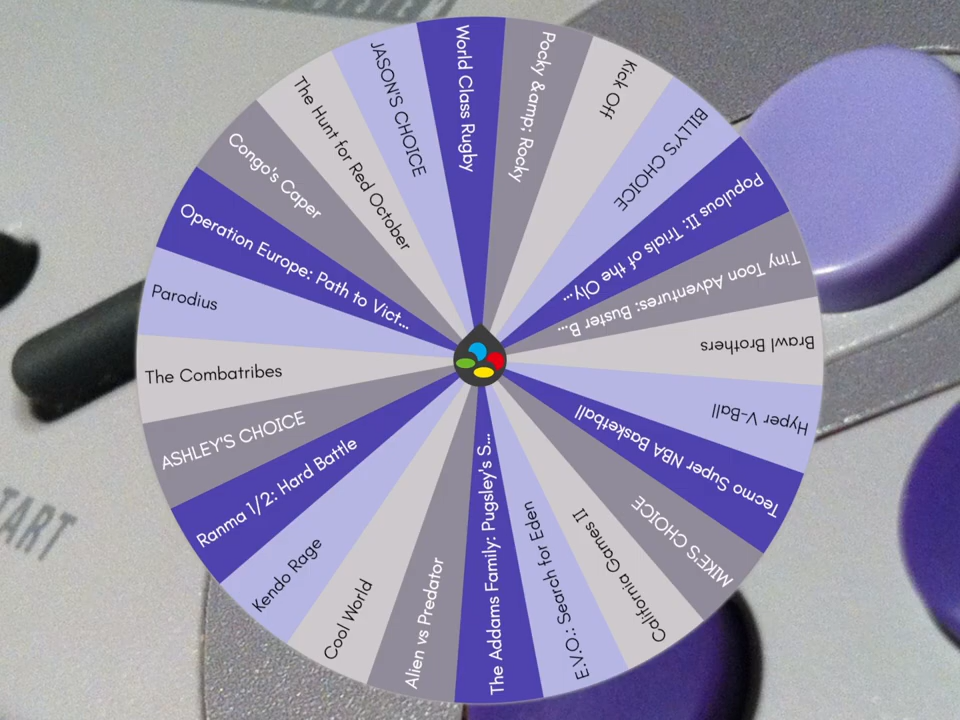 World Class Rugby
Pocky &amp; Rocky
Kick Off
BILLY'S CHOICE
Populous II: Trials of the Oly...
Tiny Toon Adventures: Buster B...
Brawl Brothers
Hyper V-Ball
Tecmo Super NBA Basketball
MIKE'S CHOICE
California Games II
E.V.O.: Search for Eden
The Addams Family: Pugsley's S...
Alien vs Predator
Cool World
Kendo Rage
Ranma 1/2: Hard Battle
ASHLEY'S CHOICE
The Combatribes
Parodius
Operation Europe: Path to Vict...
Congo's Caper
The Hunt for Red October
JASON'S CHOICE